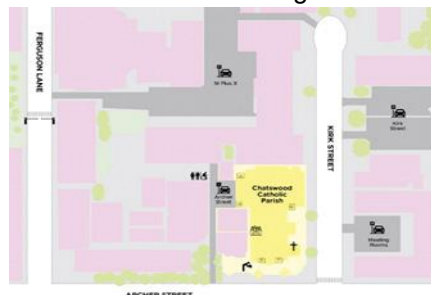 FERGUSON LANE
St Pius X
KIRK STREET
Kirk
Street
Archer
Street
Chatswood
Catholic
Parish
Meeting
Rooms
ARCHER STREET